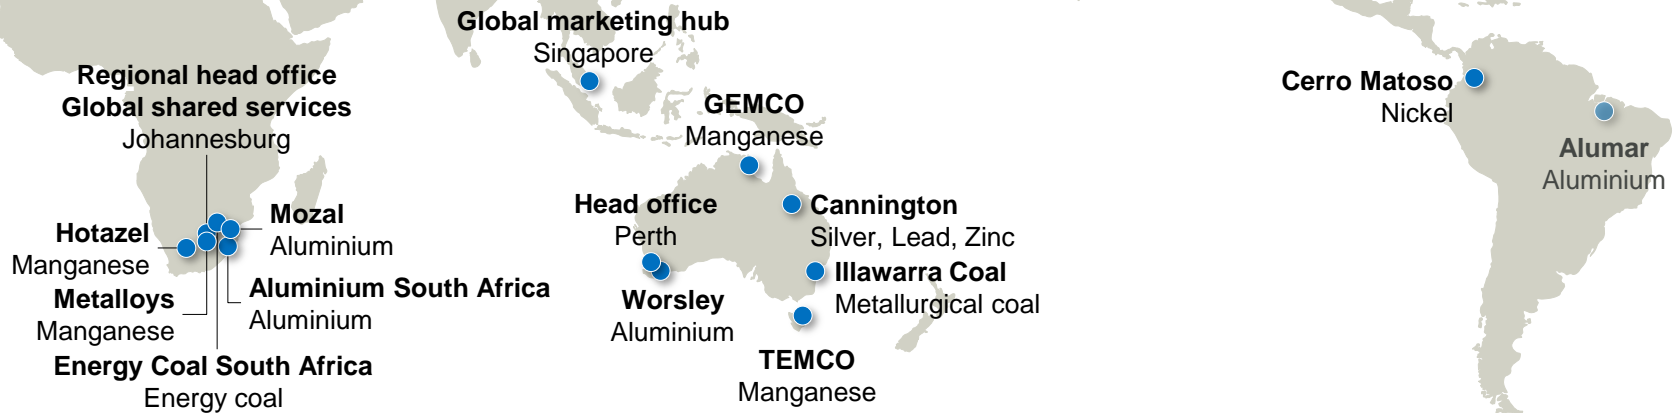 Global marketing hub
Singapore
Regional head office
Global shared services
Johannesburg
GEMCO
Manganese
Cerro Matoso
Nickel
Alumar
Aluminium
Hotazel
Manganese
Mozal
Aluminium
Head office
Perth
Cannington
Silver, Lead, Zinc
Metalloys
Manganese
Aluminium South Africa
Aluminium
Worsley
Aluminium
Illawarra Coal
Metallurgical coal
Energy Coal South Africa
Energy coal
TEMCO
Manganese